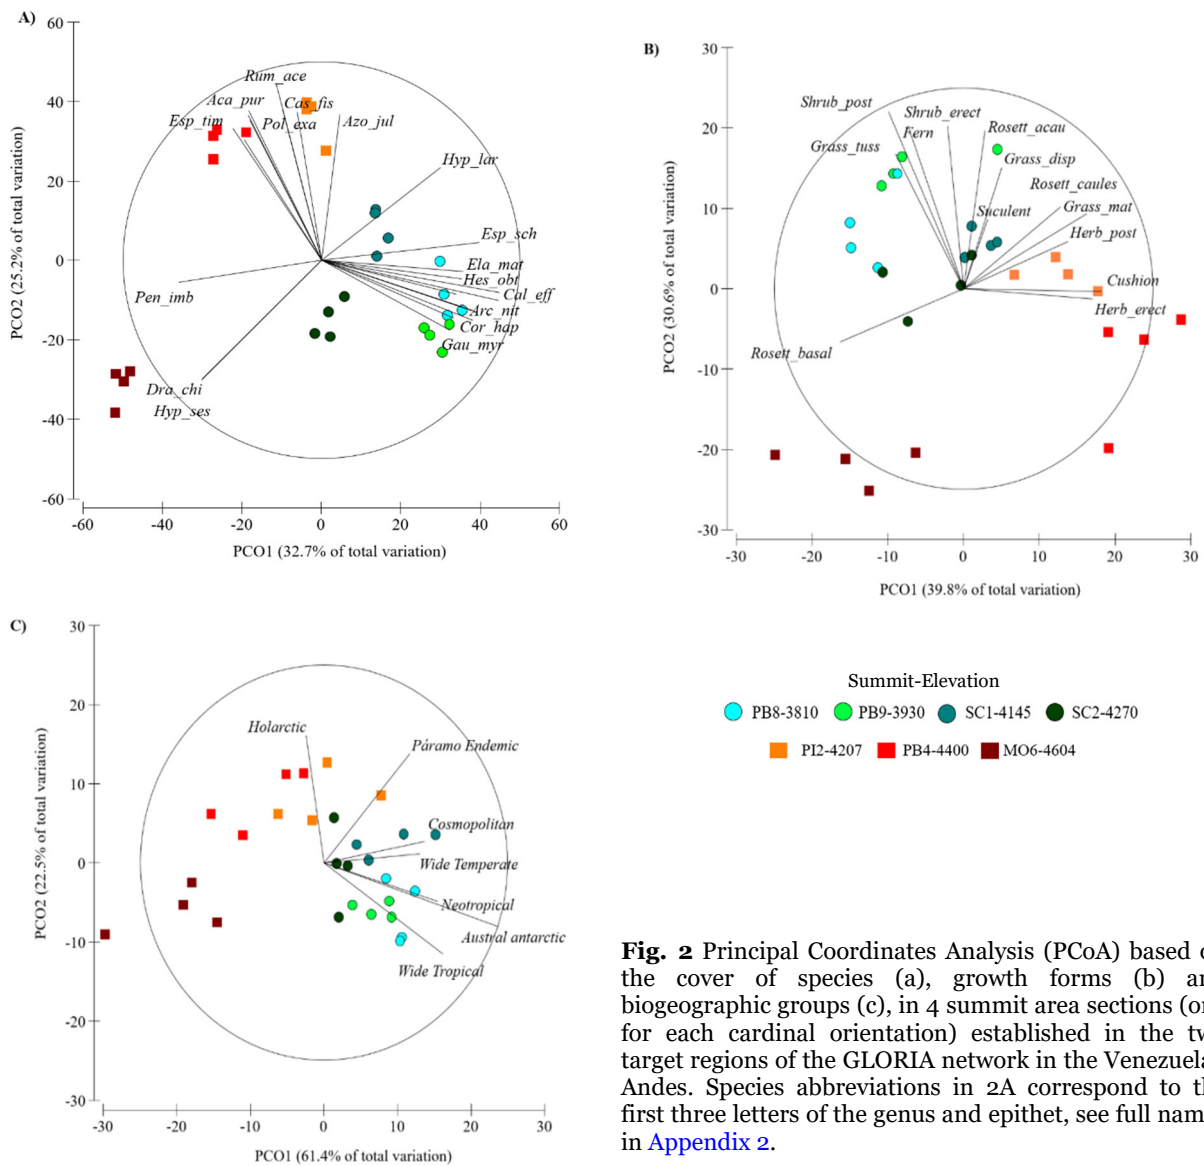 A)
60
40
20
0
-20
-40
-60
PCO2 (25.2% of total variation)
Rum_ace
Aca_pur
Cas_fis
Esp_tim
Pol_exa
Azo_jul
Hyp_lar
Esp_sch
Ela_mat
Hes_obt
Cal_eff
Arc_nit
Cor_hap
Gau_myr
Pen_imb
Dra_chi
Hyp_ses
-60 -40 -20 0 20 40 60
PCO1 (32.7% of total variation)
B)
30
20
10
0
-10
-20
-30
PCO2 (30.6% of total variation)
Shrub_post
Shrub_erect
Fern
Rosett_acau
Grass_tuss
Grass_disp
Rosett_caules
Suculent
Grass_mat
Herb_post
Cushion
Herb_erect
Rosett_basal
-30 -20 -10 0 10 20 30
PCO1 (39.8% of total variation)
C)
30
20
10
0
-10
-20
-30
PCO2 (22.5% of total variation)
Holarctic
Páramo Endemic
Cosmopolitan
Wide Temperate
Neotropical
Austral antarctic
Wide Tropical
-30 -20 -10 0 10 20 30
PCO1 (61.4% of total variation)
Summit-Elevation
PB8-3810 PB9-3930 SC1-4145 SC2-4270
PI2-4207 PB4-4400 MO6-4604
Fig. 2 Principal Coordinates Analysis (PCoA) based
the cover of species (a), growth forms (b)
biogeographic groups (c), in 4 summit area sections
for each cardinal orientation) established in the
target regions of the GLORIA network in the
Andes. Species abbreviations in 2A correspond to
first three letters of the genus and epithet, see full
in Appendix 2.